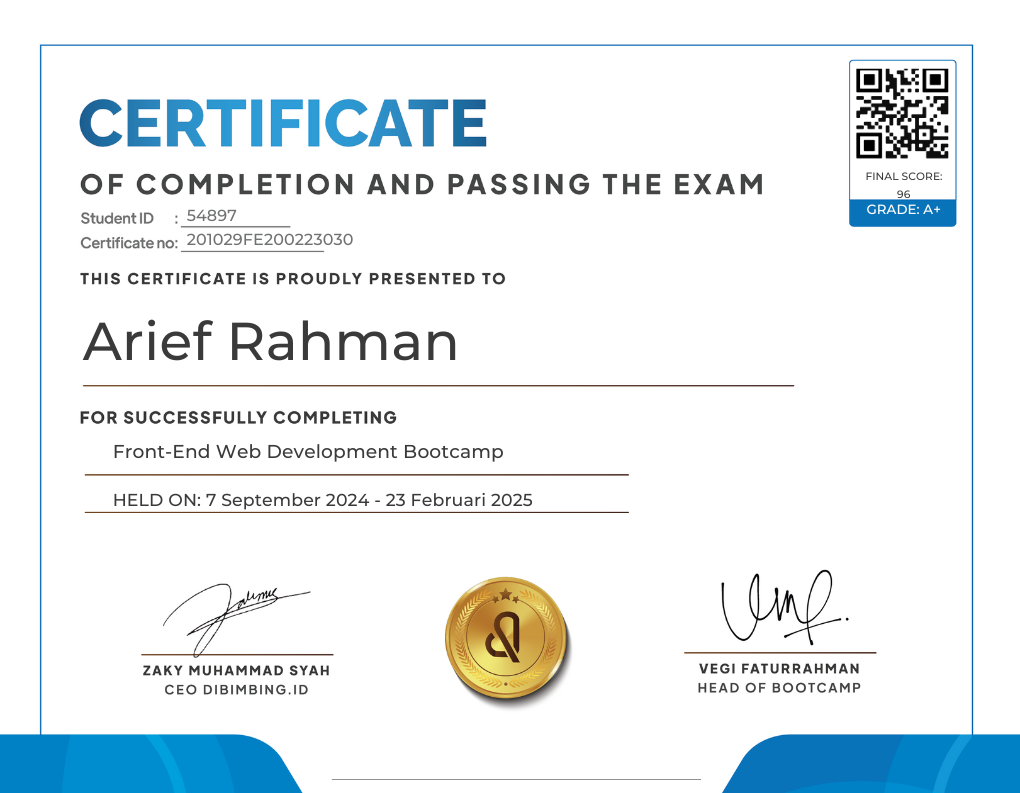 CERTIFICATE
OF COMPLETION AND PASSING THE EXAM
Student ID : 54897
Certificate no: 201029FE200223030
FINAL SCORE:
96
GRADE: A+
THIS CERTIFICATE IS PROUDLY PRESENTED TO
Arief Rahman
FOR SUCCESSFULLY COMPLETING
Front-End Web Development Bootcamp
HELD ON: 7 September 2024 - 23 Februari 2025
ZAKY MUHAMMAD SYAH
CEO DIBIMBING.ID
VEGI FATURRAHMAN
HEAD OF BOOTCAMP